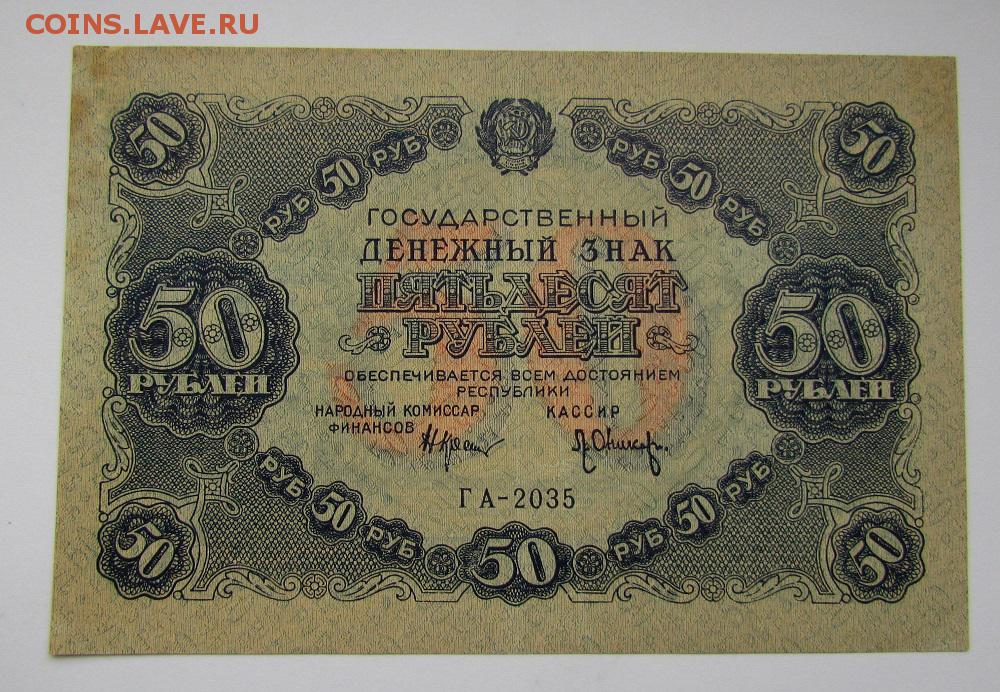 COINS.LAVE.RU
50 РУБ 50 РУБ РУБ 50 РУБ 50
ГОСУДАРСТВЕННЫЙ
ДЕНЕЖНЫЙ ЗНАК
ПЯТЬДЕСЯТ
РУБЛЕЙ
50 РУБЛЕЙ
50 РУБЛЕЙ
ОБЕСПЕЧИВАЕТСЯ ВСЕМ ДОСТОЯНИЕМ
РЕСПУБЛИКИ
НАРОДНЫЙ КОМИССАР
ФИНАНСОВ
КАССИР
ГА-2035
50 РУБ 50 РУБ 50 РУБ 50 РУБ 50